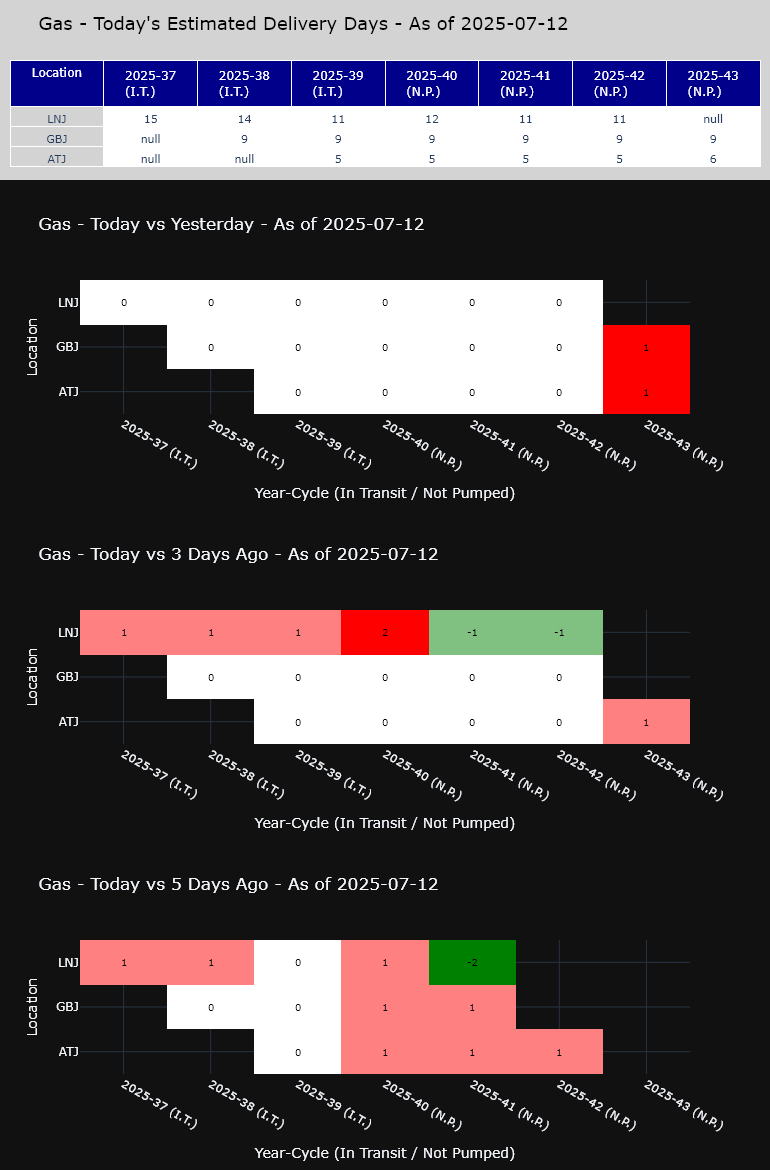 Gas - Today's Estimated Delivery Days - As of 2025-07-12
Location 2025-37 (I.T.) 2025-38 (I.T.) 2025-39 (I.T.) 2025-40 (N.P.) 2025-41 (N.P.) 2025-42 (N.P.) 2025-43 (N.P.)
LNJ 15 14 11 12 11 11 null
GBJ null 9 9 9 9 9 9
ATJ null null 5 5 5 5 6
Gas - Today vs Yesterday - As of 2025-07-12
Location
LNJ 0 0 0 0 0 0
GBJ 0 0 0 0 0 1
ATJ 0 0 0 0 1
2025-37 (I.T.) 2025-38 (I.T.) 2025-39 (I.T.) 2025-40 (N.P.) 2025-41 (N.P.) 2025-42 (N.P.) 2025-43 (N.P.)
Year-Cycle (In Transit / Not Pumped)
Gas - Today vs 3 Days Ago - As of 2025-07-12
Location
LNJ 1 1 1 2 -1 -1
GBJ 0 0 0 0 0
ATJ 0 0 0 0 1
2025-37 (I.T.) 2025-38 (I.T.) 2025-39 (I.T.) 2025-40 (N.P.) 2025-41 (N.P.) 2025-42 (N.P.) 2025-43 (N.P.)
Year-Cycle (In Transit / Not Pumped)
Gas - Today vs 5 Days Ago - As of 2025-07-12
Location
LNJ 1 1 0 1 -2
GBJ 0 0 1 1
ATJ 0 1 1 1
2025-37 (I.T.) 2025-38 (I.T.) 2025-39 (I.T.) 2025-40 (N.P.) 2025-41 (N.P.) 2025-42 (N.P.) 2025-43 (N.P.)
Year-Cycle (In Transit / Not Pumped)